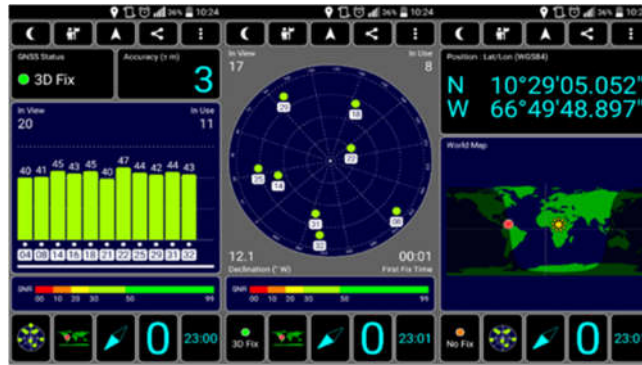 36% 10:24
GNSS Status
3D Fix
Accuracy (± m)
3
In View
20
In Use
11
40 41 45 43 45 40 47 44 42 44 43
04 08 14 16 18 21 22 25 29 31 32
SNR
00 10 20 30 50 99
23:00
36% 10:24
In View
17
In Use
8
29
18
22
25
14
31
32
12.1
Declination (° W)
00:01
First Fix Time
SNR
00 10 20 30 50 99
3D Fix
0
23:01
36% 10:24
Position : Lat/Lon (WGS84)
N 10°29'05.052"
W 66°49'48.897"
World Map
No Fix
0
23:0